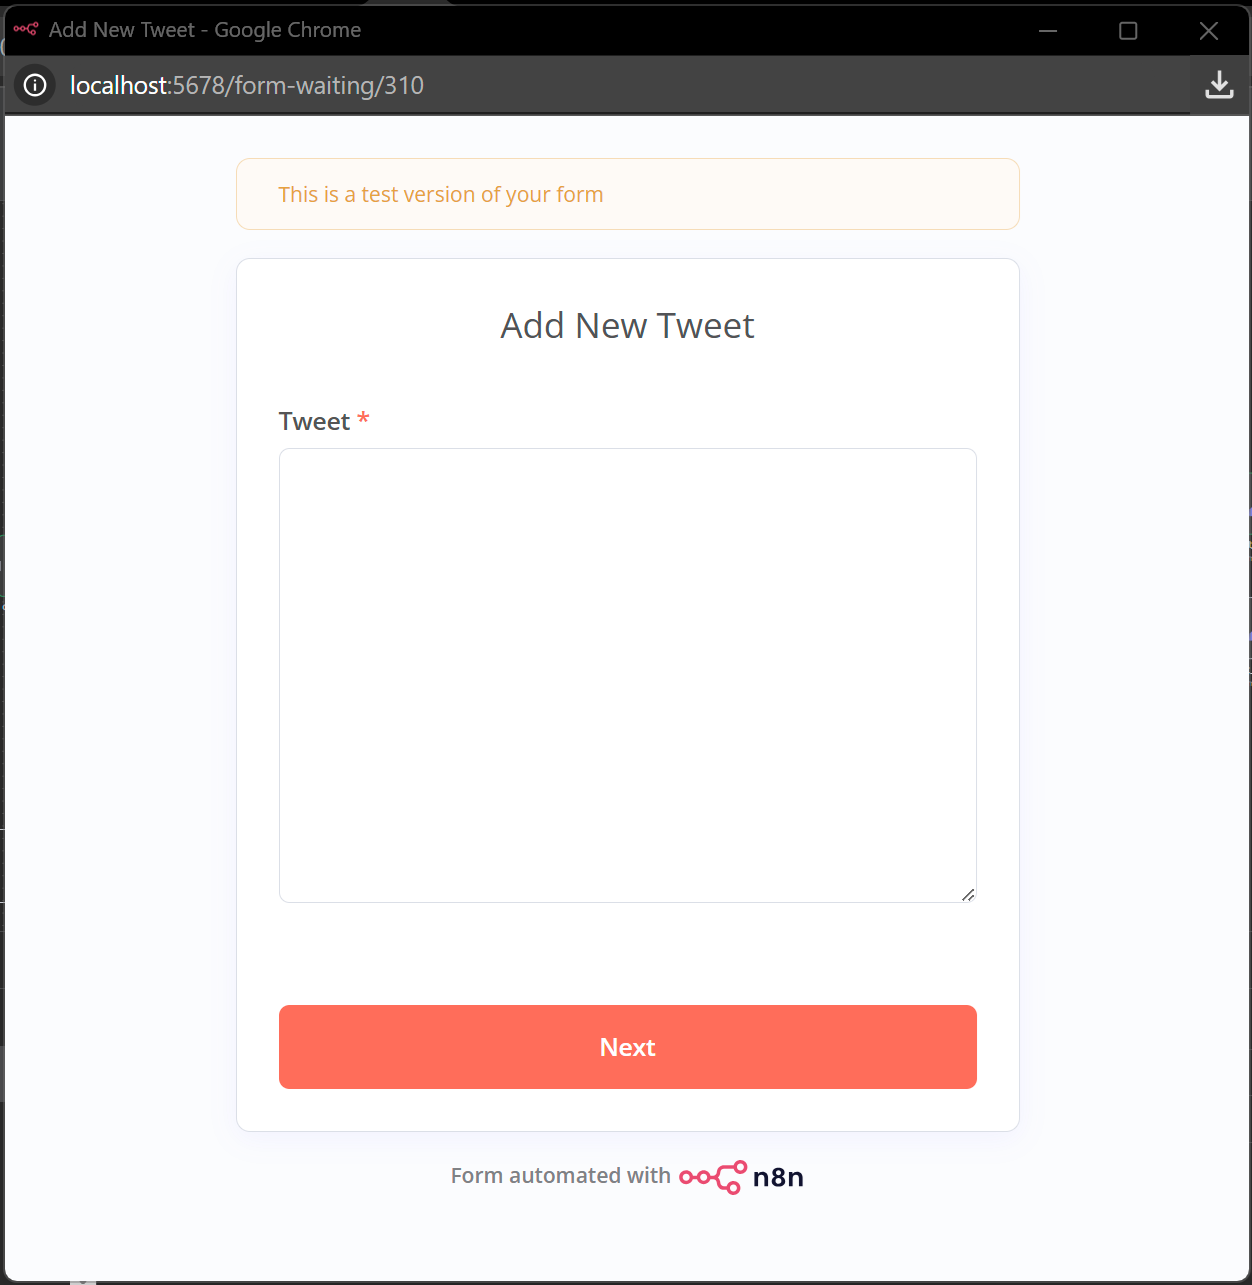 Add New Tweet - Google Chrome
localhost:5678/form-waiting/310
This is a test version of your form
Add New Tweet
Tweet *
Next
Form automated with n8n